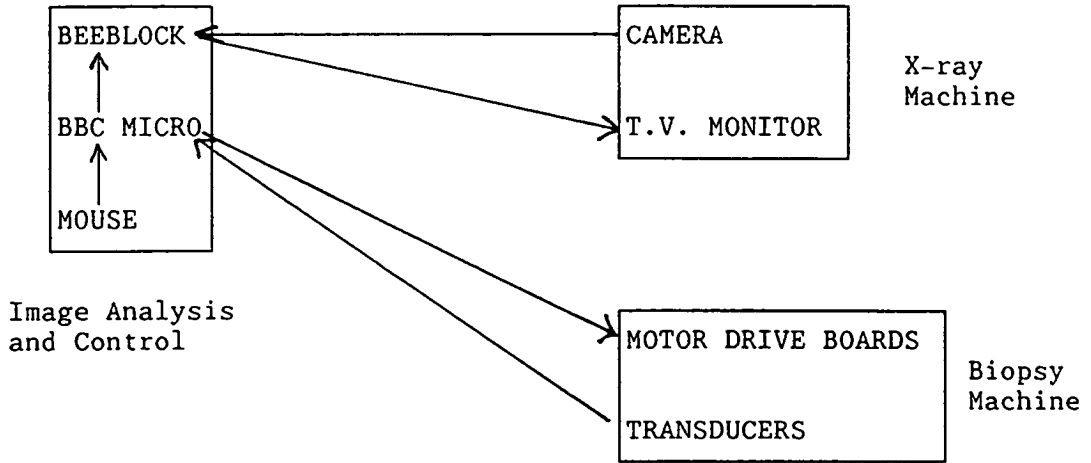 BEEBLOCK
BBC MICRO
MOUSE
Image Analysis
and Control
CAMERA
T.V. MONITOR
X-ray
Machine
MOTOR DRIVE BOARDS
TRANSDUCERS
Biopsy
Machine